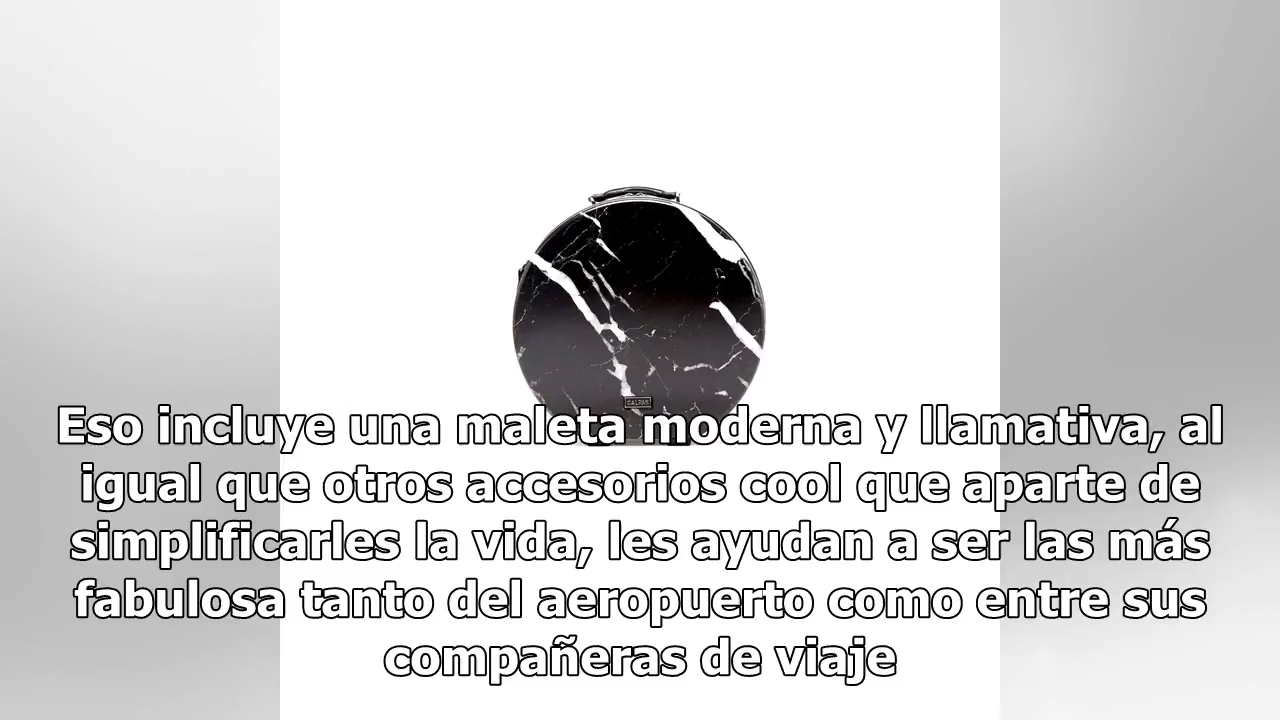 CALPAK
Eso incluye una maleta moderna y llamativa, al
igual que otros accesorios cool que aparte de
simplificarles la vida, les ayudan a ser las más
fabulosa tanto del aeropuerto como entre sus
compañeras de viaje